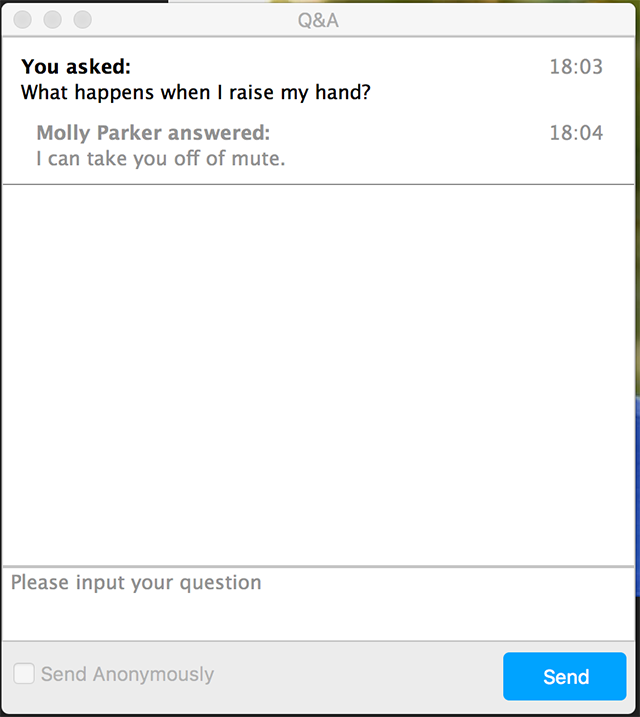 Q&A
You asked: 18:03
What happens when I raise my hand?
Molly Parker answered: 18:04
I can take you off of mute.
Please input your question
Send Anonymously
Send